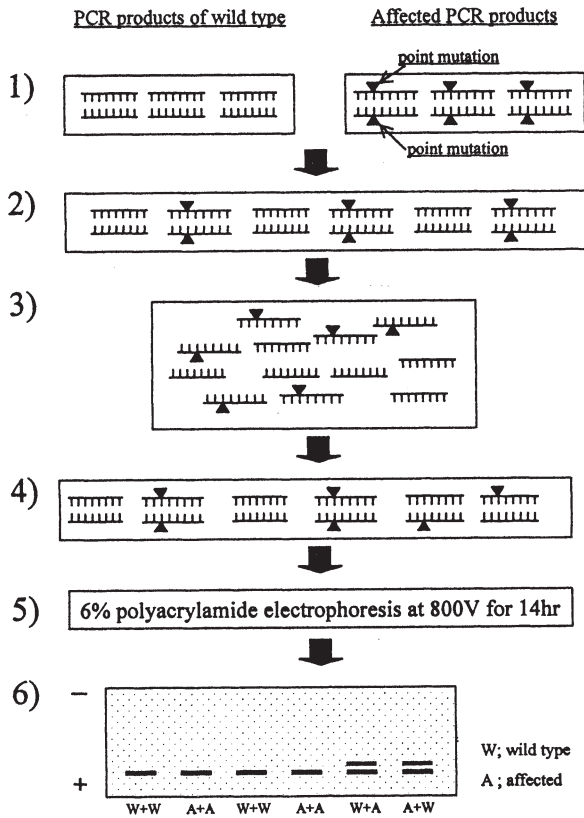 PCR products of wild type
Affected PCR products
point mutation
1)
point mutation
2)
3)
4)
5) 6% polyacrylamide electrophoresis at 800V for 14hr
6)
−
+
W; wild type
A ; affected
W+W A+A W+W A+A W+A A+W